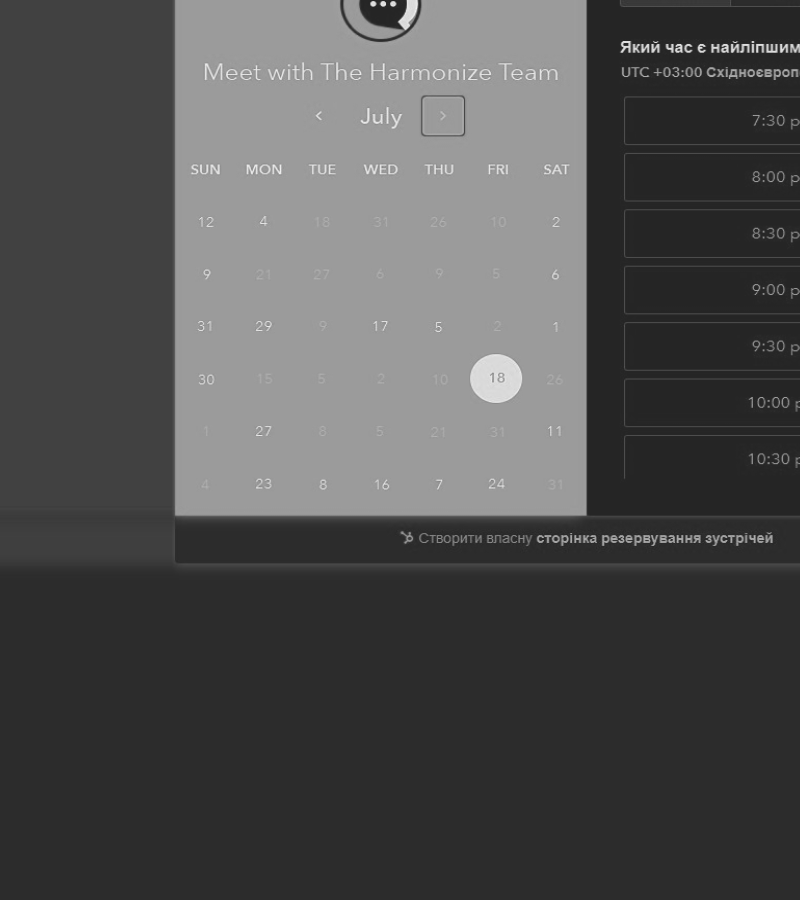 Meet with The Harmonize Team
July
SUN MON TUE WED THU FRI SAT
12 4 18 31 26 10 2
9 21 27 6 9 5 6
31 29 9 17 5 2 1
30 15 5 2 10 18 26
1 27 8 5 21 31 11
4 23 8 16 7 24 31
Який час є найліпшим
UTC +03:00 Східноєвроп
7:30 p
8:00 p
8:30 p
9:00 p
9:30 p
10:00 p
10:30 p
Створити власну сторінка резервування зустрічей